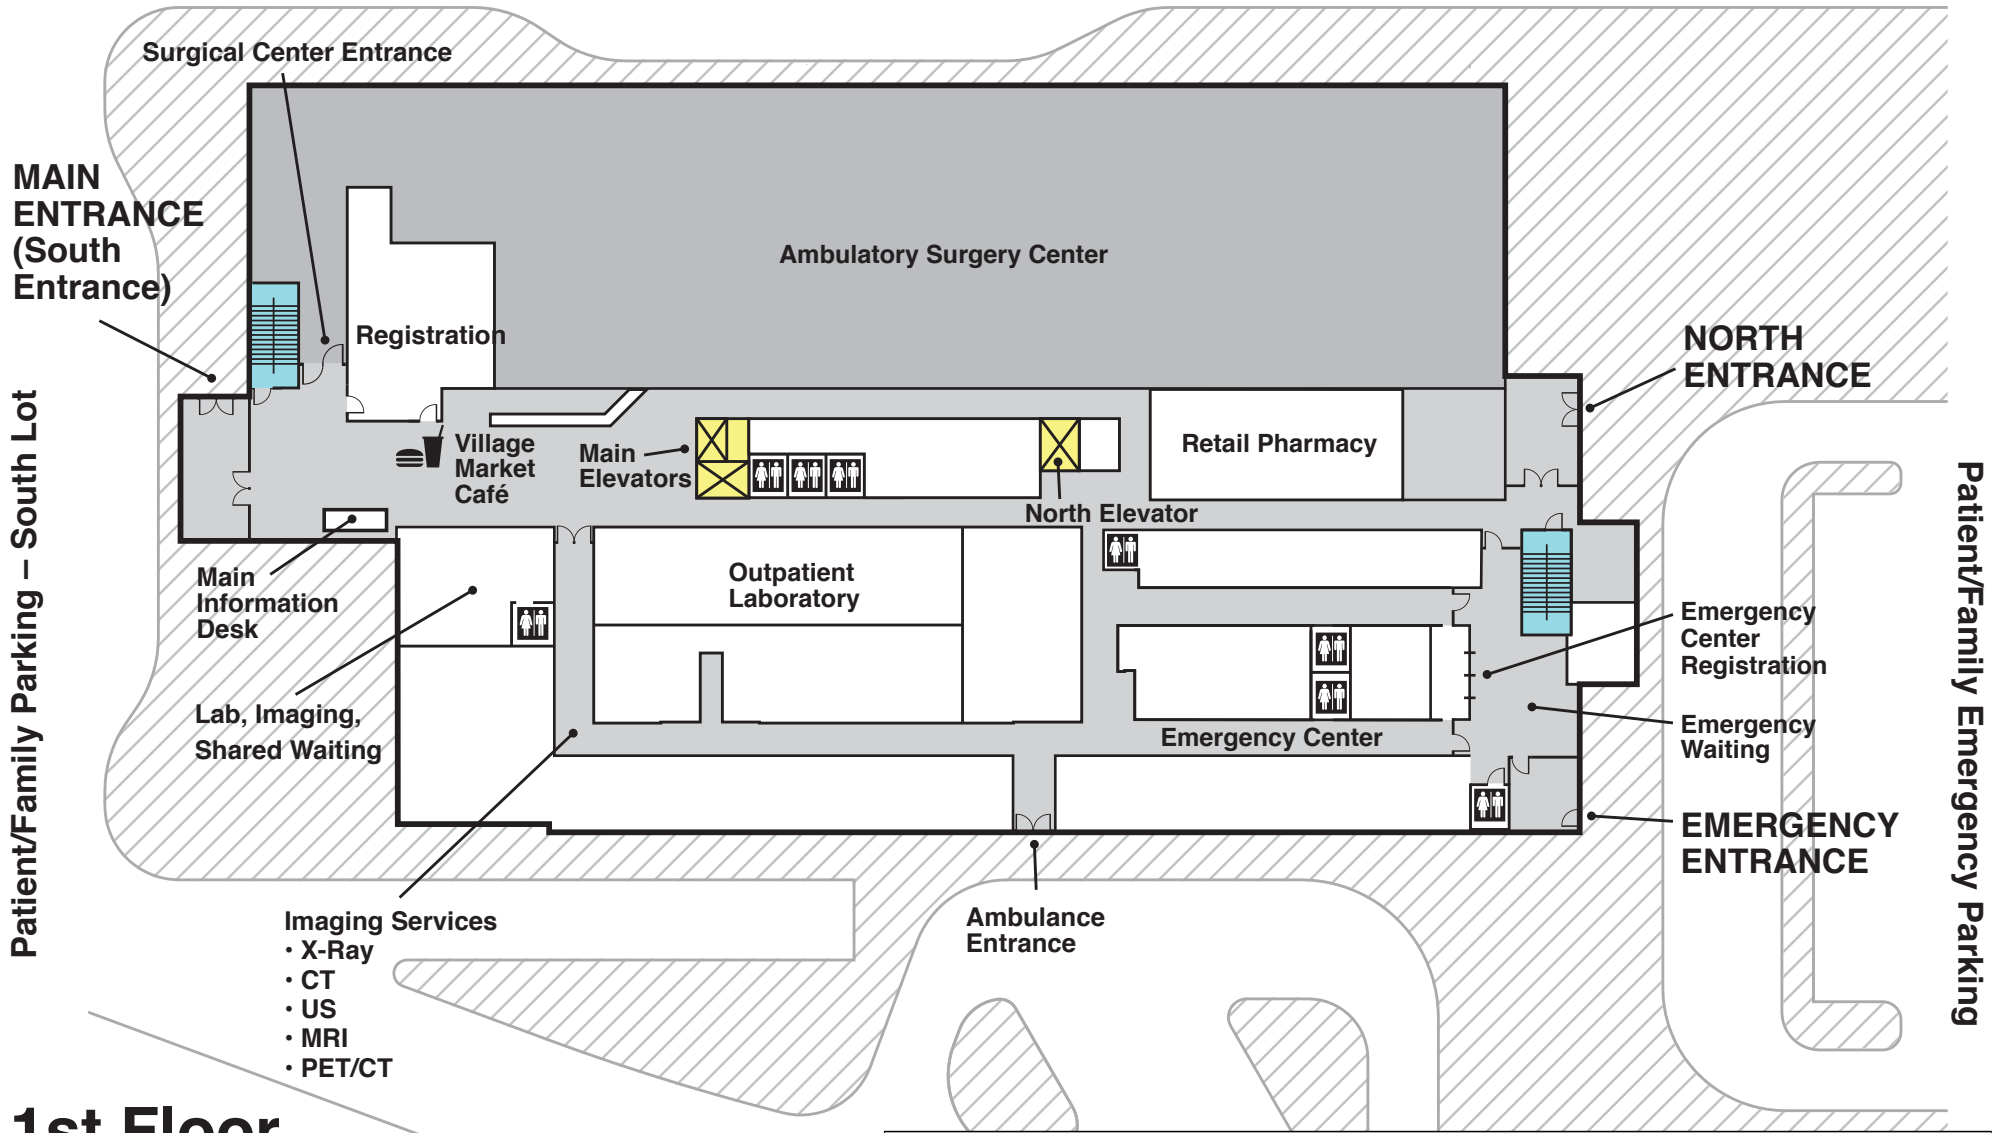 Surgical Center Entrance
MAIN
ENTRANCE
(South
Entrance)
Ambulatory Surgery Center
Registration
NORTH
ENTRANCE
Village
Market
Café
Main
Elevators
Retail Pharmacy
North Elevator
Patient/Family Parking – South Lot
Patient/Family Emergency Parking
Main
Information
Desk
Outpatient
Laboratory
Emergency
Center
Registration
Lab, Imaging,
Shared Waiting
Emergency Center
Emergency
Waiting
EMERGENCY
ENTRANCE
Imaging Services
· X-Ray
· CT
· US
· MRI
· PET/CT
Ambulance
Entrance
1st Floor